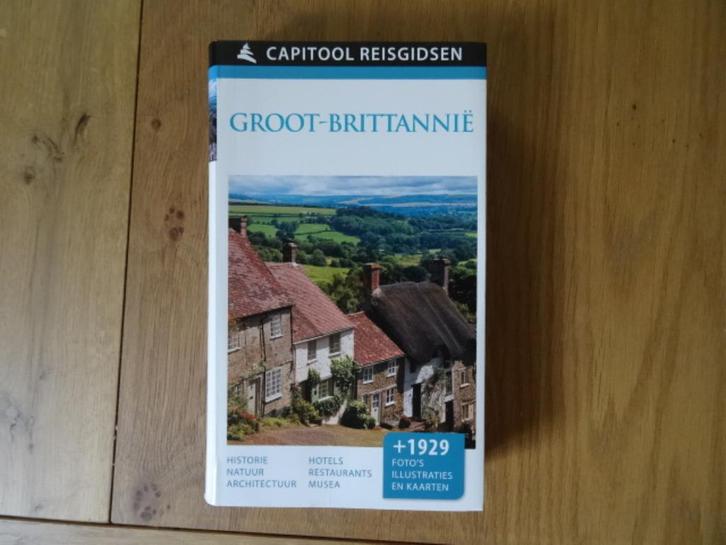 CAPITOOL REISGIDSEN
GROOT-BRITTANNIË
HISTORIE
NATUUR
ARCHITECTUUR
HOTELS
RESTAURANTS
MUSEA
+1929
FOTO'S
ILLUSTRATIES
EN KAARTEN